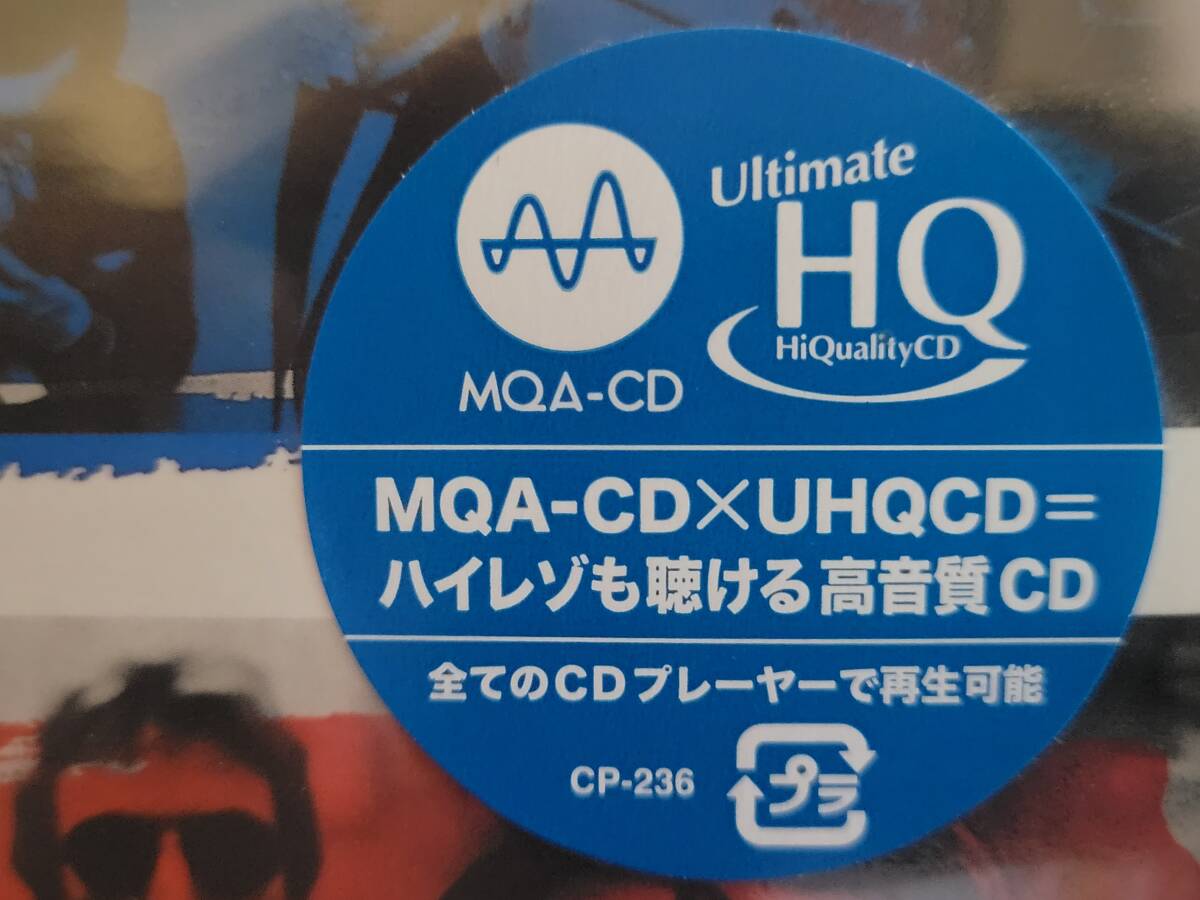 MQA-CD
Ultimate
HQ
HiQualityCD
MQA-CD×UHQCD=
ハイレゾも聴ける高音質CD
全てのCDプレーヤーで再生可能
CP-236
プラ